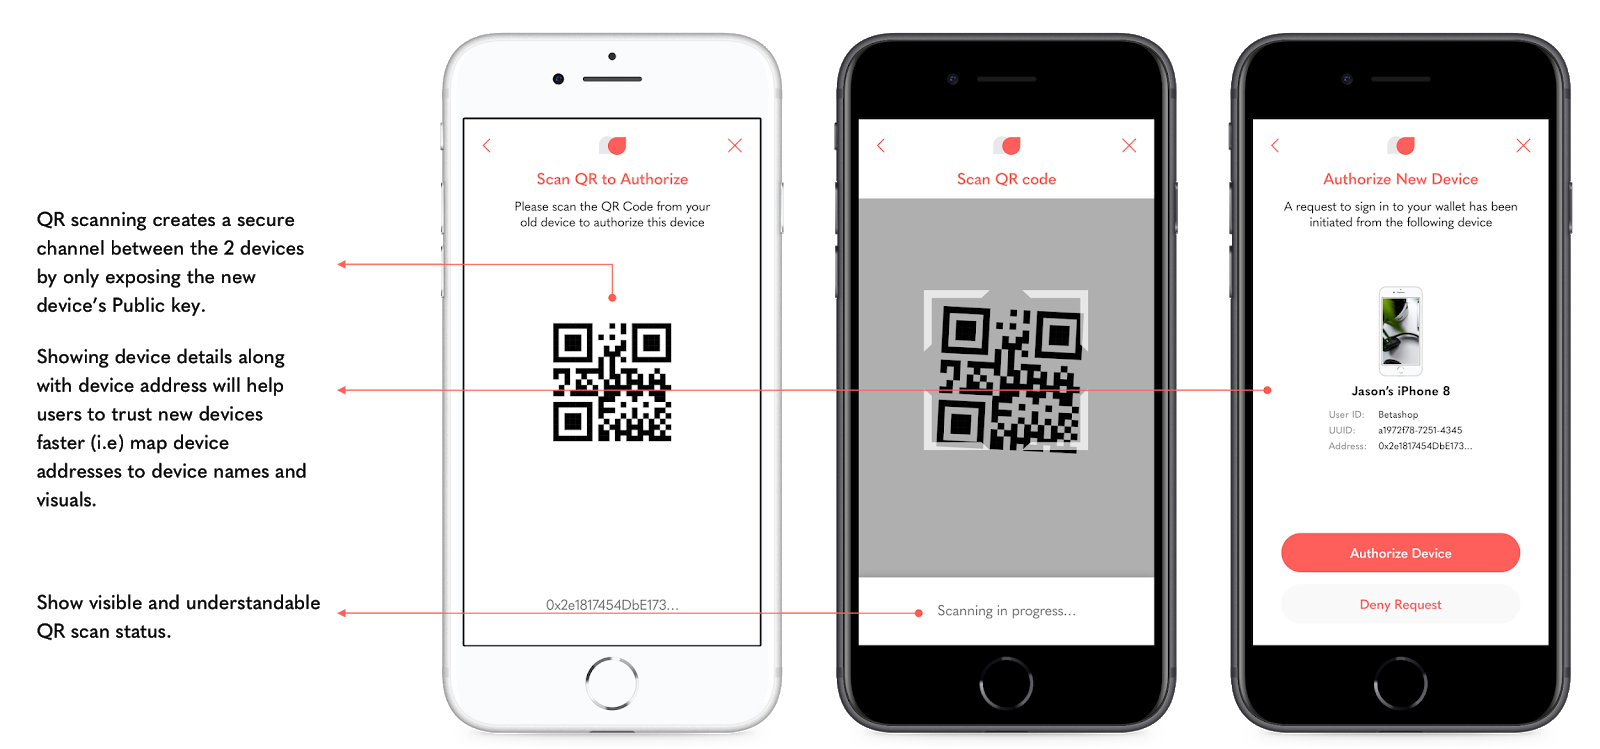 QR scanning creates a secure
channel between the 2 devices
by only exposing the new
device's Public key.
Showing device details along
with device address will help
users to trust new devices
faster (i.e) map device
addresses to device names and
visuals.
Show visible and understandable
QR scan status.
Scan QR to Authorize
Please scan the QR Code from your
old device to authorize this device
0x2e1817454DbE173...
Scan QR code
Scanning in progress...
Authorize New Device
A request to sign in to your wallet has been
initiated from the following device
Jason's iPhone 8
User ID: Betashop
UUID: a1972f78-7251-4345
Address: 0x2e1817454DbE173...
Authorize Device
Deny Request